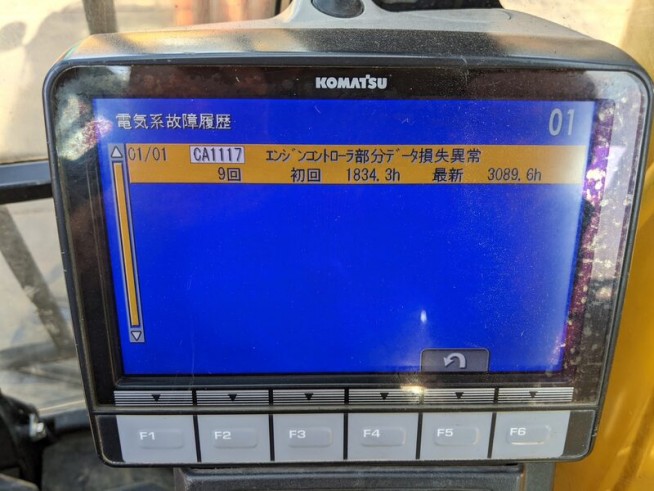 KOMATSU
電気系故障履歴 01
01/01 CA1117 エンジンコントローラ部分データ損失異常
9回 初回 1834.3h 最新 3089.6h
F1 F2 F3 F4 F5 F6